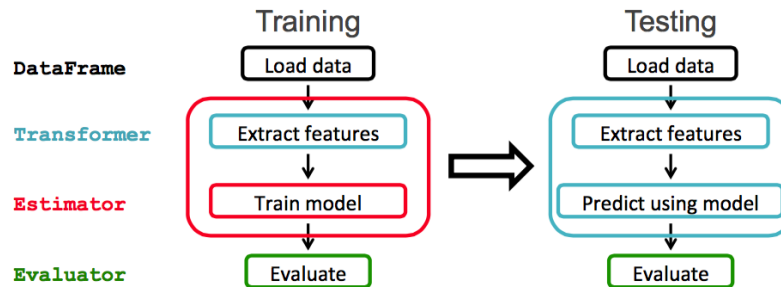 Training Testing
DataFrame Load data Load data
Transformer Extract features Extract features
Estimator Train model Predict using model
Evaluator Evaluate Evaluate